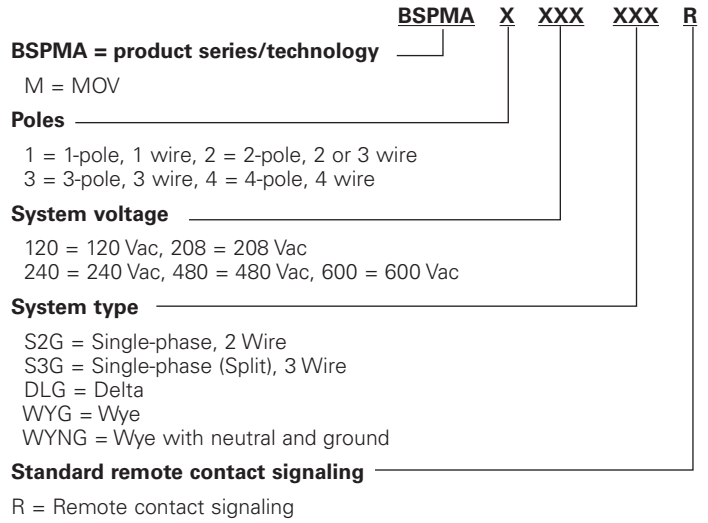 BSPMA X XXX XXX R
BSPMA = product series/technology
M = MOV
Poles
1 = 1-pole, 1 wire, 2 = 2-pole, 2 or 3 wire
3 = 3-pole, 3 wire, 4 = 4-pole, 4 wire
System voltage
120 = 120 Vac, 208 = 208 Vac
240 = 240 Vac, 480 = 480 Vac, 600 = 600 Vac
System type
S2G = Single-phase, 2 Wire
S3G = Single-phase (Split), 3 Wire
DLG = Delta
WYG = Wye
WYNG = Wye with neutral and ground
Standard remote contact signaling
R = Remote contact signaling